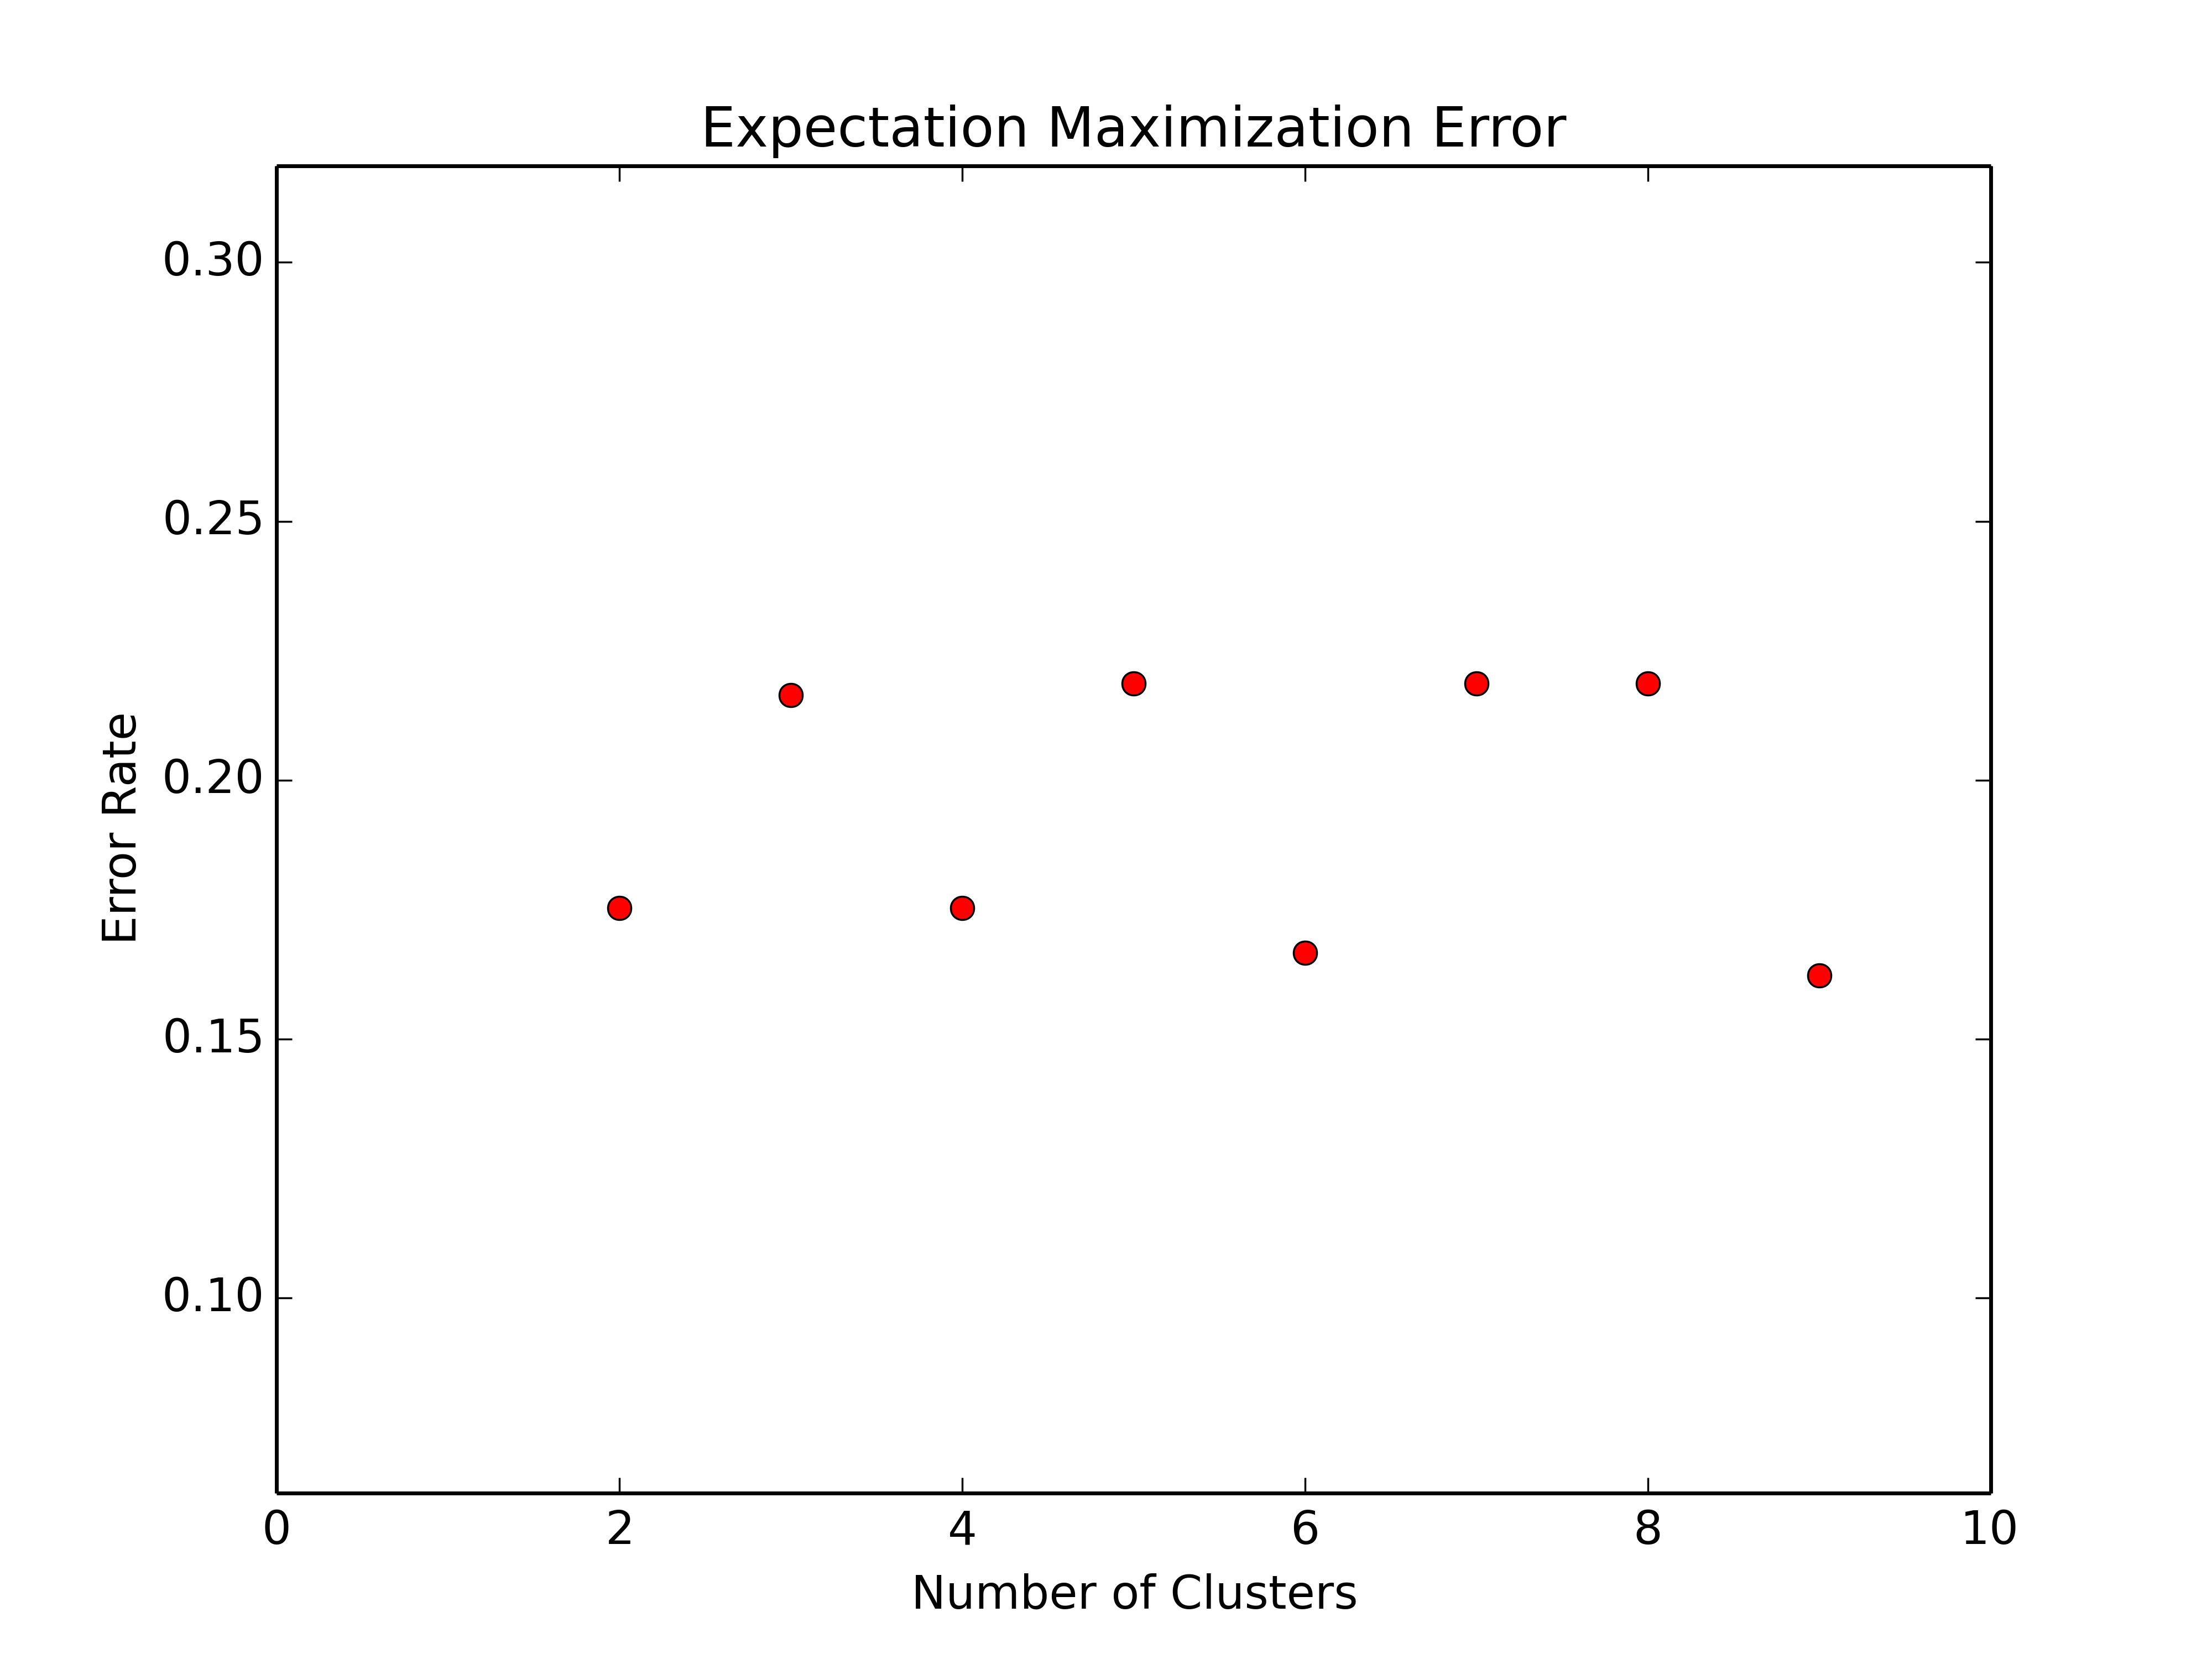 Expectation Maximization Error
0.30
0.25
0.20
0.15
0.10
Error Rate
0 2 4 6 8 10
Number of Clusters